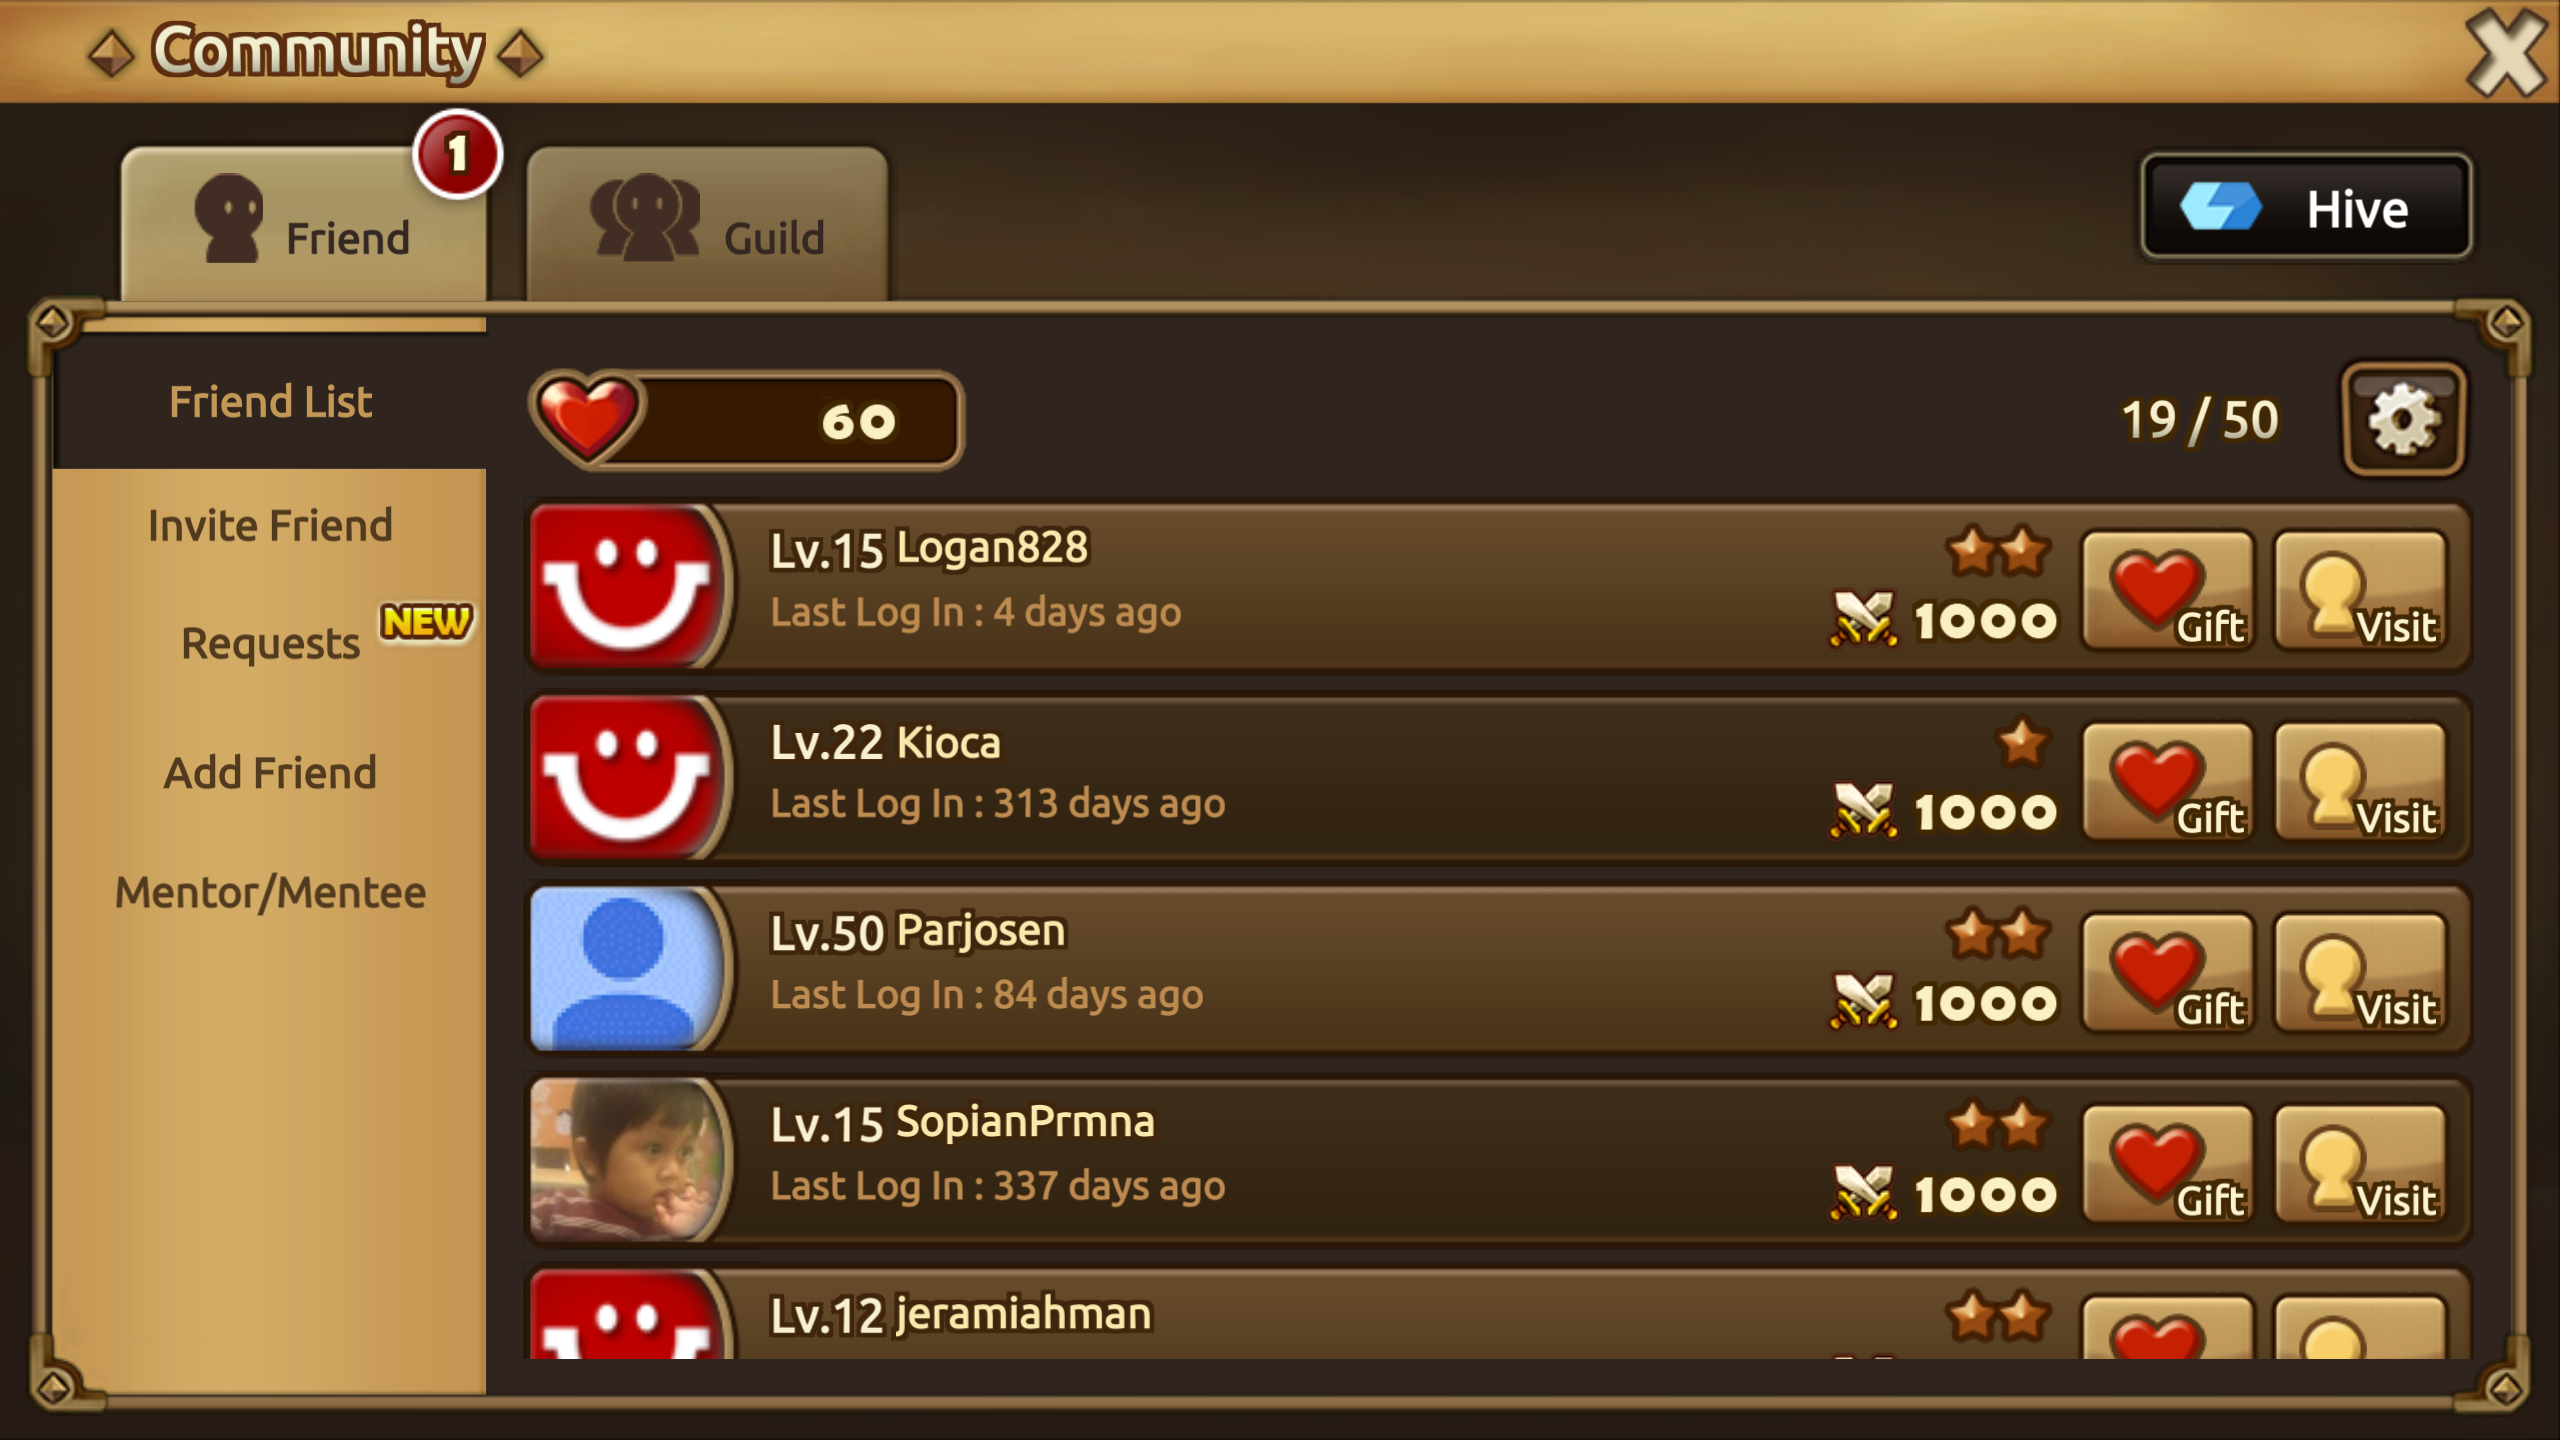 Community
1
Friend
Guild
Hive
Friend List
Invite Friend
Requests NEW
Add Friend
Mentor/Mentee
60
19 / 50
Lv.15 Logan828
Last Log In : 4 days ago
1000
Gift
Visit
Lv.22 Kioca
Last Log In : 313 days ago
1000
Gift
Visit
Lv.50 Parjosen
Last Log In : 84 days ago
1000
Gift
Visit
Lv.15 SopianPrmna
Last Log In : 337 days ago
1000
Gift
Visit
Lv.12 jeramiahman